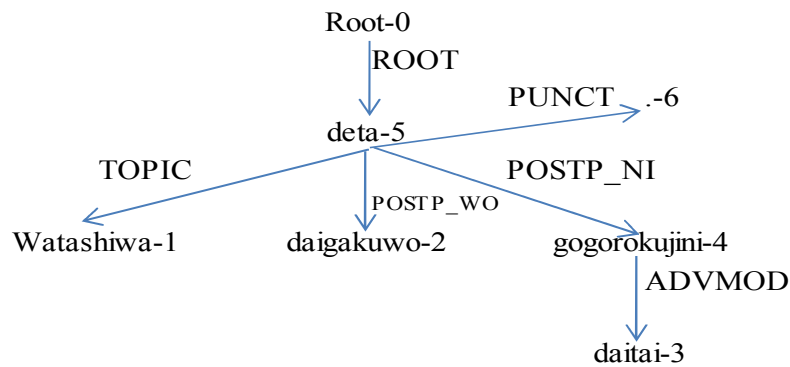 Root-0
ROOT
PUNCT .-6
deta-5
TOPIC
POSTP_NI
POSTP_WO
Watashiwa-1
daigakuwo-2
gogorokujini-4
ADVMOD
daitai-3